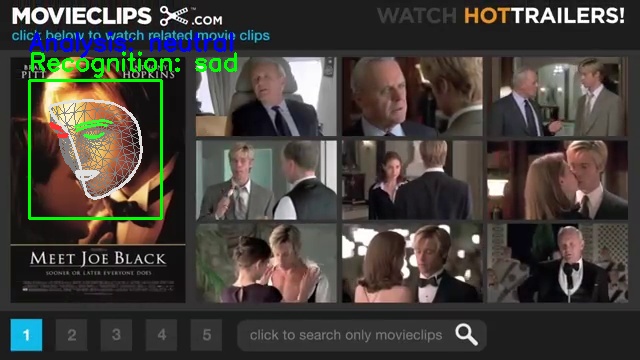 MOVIECLIPS .COM
WATCH HOTTRAILERS!
click below to watch related movie clips
Analysis: neutral
Recognition: sad
PITT
HOPKINS
MEET JOE BLACK
SOONER OR LATER EVERYONE DOES
1 2 3 4 5
click to search only movieclips